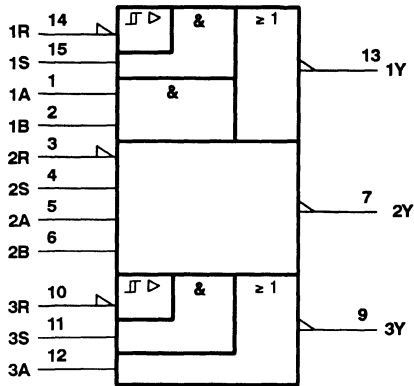 1R 14 & ≥ 1
1S 15 13 1Y
1A 1 &
1B 2
2R 3
2S 4
2A 5 7 2Y
2B 6
3R 10 & ≥ 1
3S 11 9 3Y
3A 12